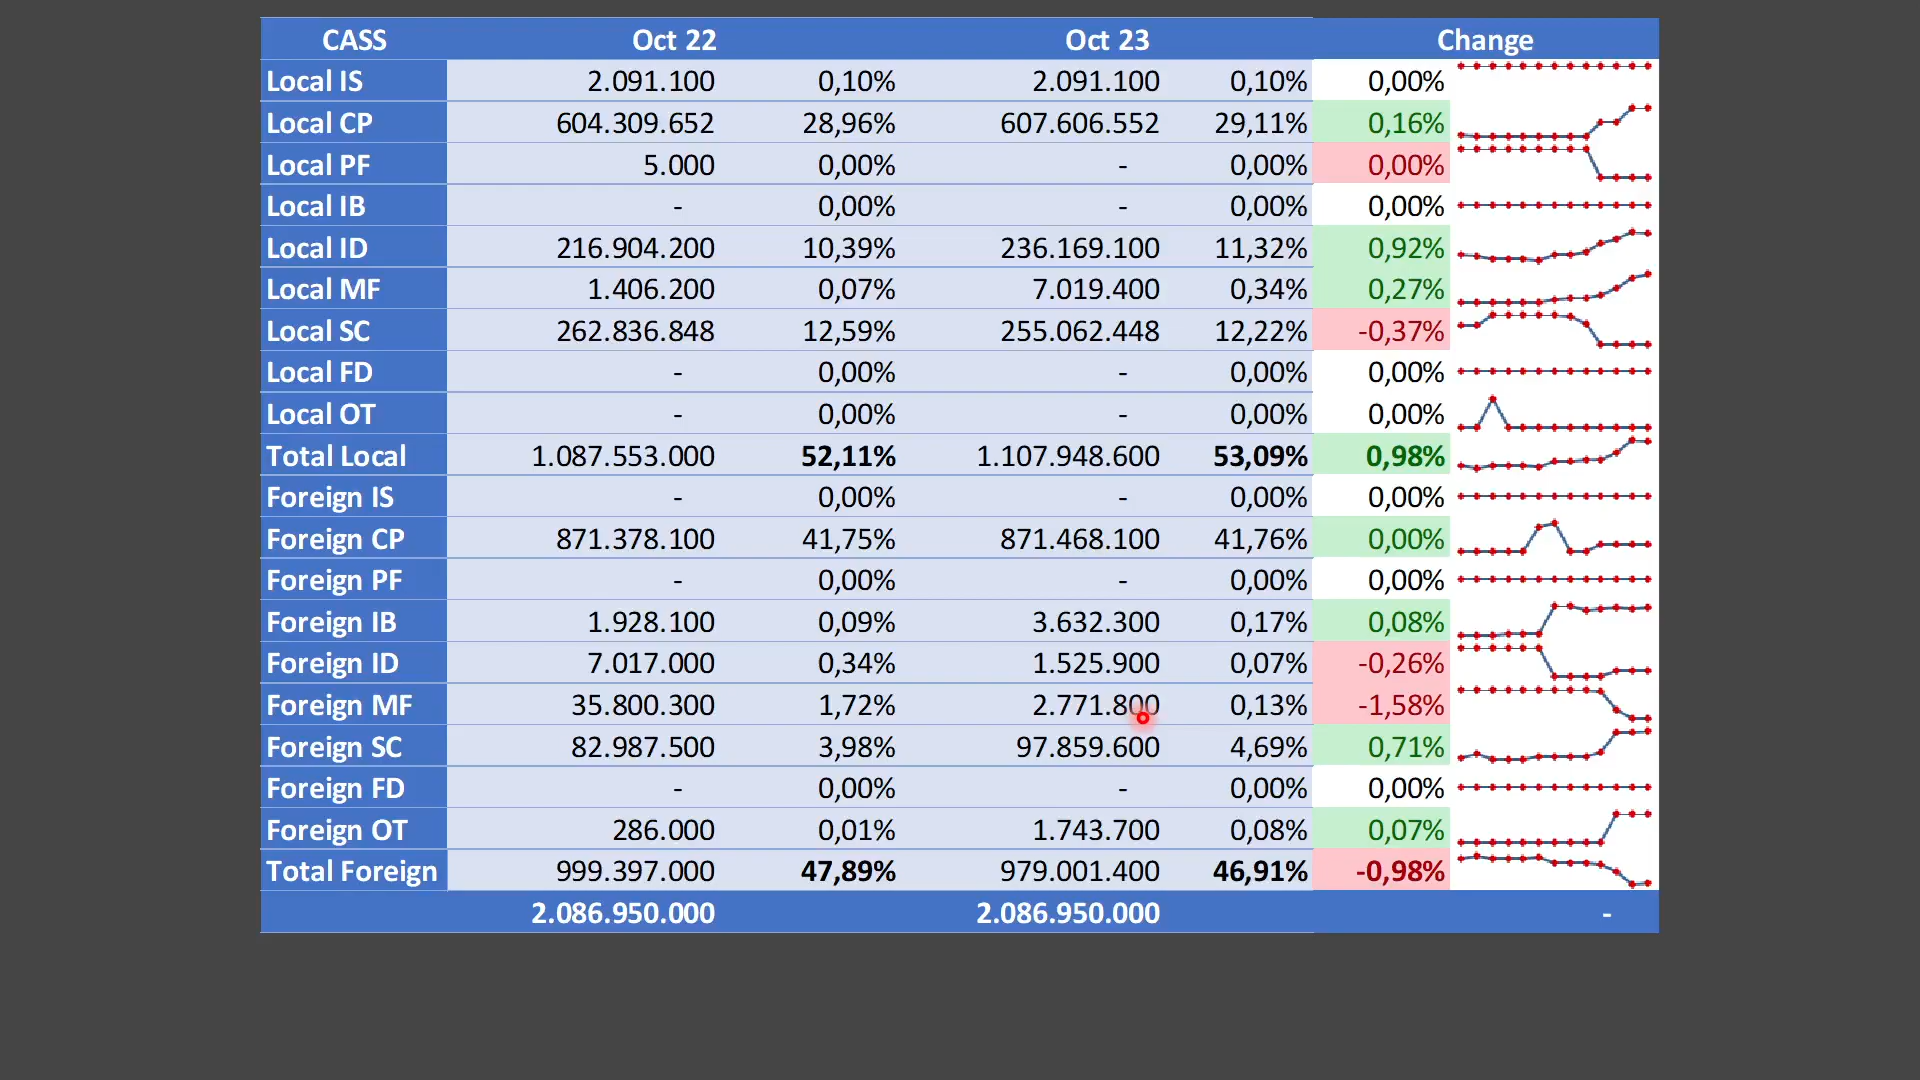 CASS Oct 22 Oct 23 Change
Local IS 2.091.100 0,10% 2.091.100 0,10% 0,00%
Local CP 604.309.652 28,96% 607.606.552 29,11% 0,16%
Local PF 5.000 0,00% - 0,00% 0,00%
Local IB - 0,00% - 0,00% 0,00%
Local ID 216.904.200 10,39% 236.169.100 11,32% 0,92%
Local MF 1.406.200 0,07% 7.019.400 0,34% 0,27%
Local SC 262.836.848 12,59% 255.062.448 12,22% -0,37%
Local FD - 0,00% - 0,00% 0,00%
Local OT - 0,00% - 0,00% 0,00%
Total Local 1.087.553.000 52,11% 1.107.948.600 53,09% 0,98%
Foreign IS - 0,00% - 0,00% 0,00%
Foreign CP 871.378.100 41,75% 871.468.100 41,76% 0,00%
Foreign PF - 0,00% - 0,00% 0,00%
Foreign IB 1.928.100 0,09% 3.632.300 0,17% 0,08%
Foreign ID 7.017.000 0,34% 1.525.900 0,07% -0,26%
Foreign MF 35.800.300 1,72% 2.771.800 0,13% -1,58%
Foreign SC 82.987.500 3,98% 97.859.600 4,69% 0,71%
Foreign FD - 0,00% - 0,00% 0,00%
Foreign OT 286.000 0,01% 1.743.700 0,08% 0,07%
Total Foreign 999.397.000 47,89% 979.001.400 46,91% -0,98%
2.086.950.000 2.086.950.000 -